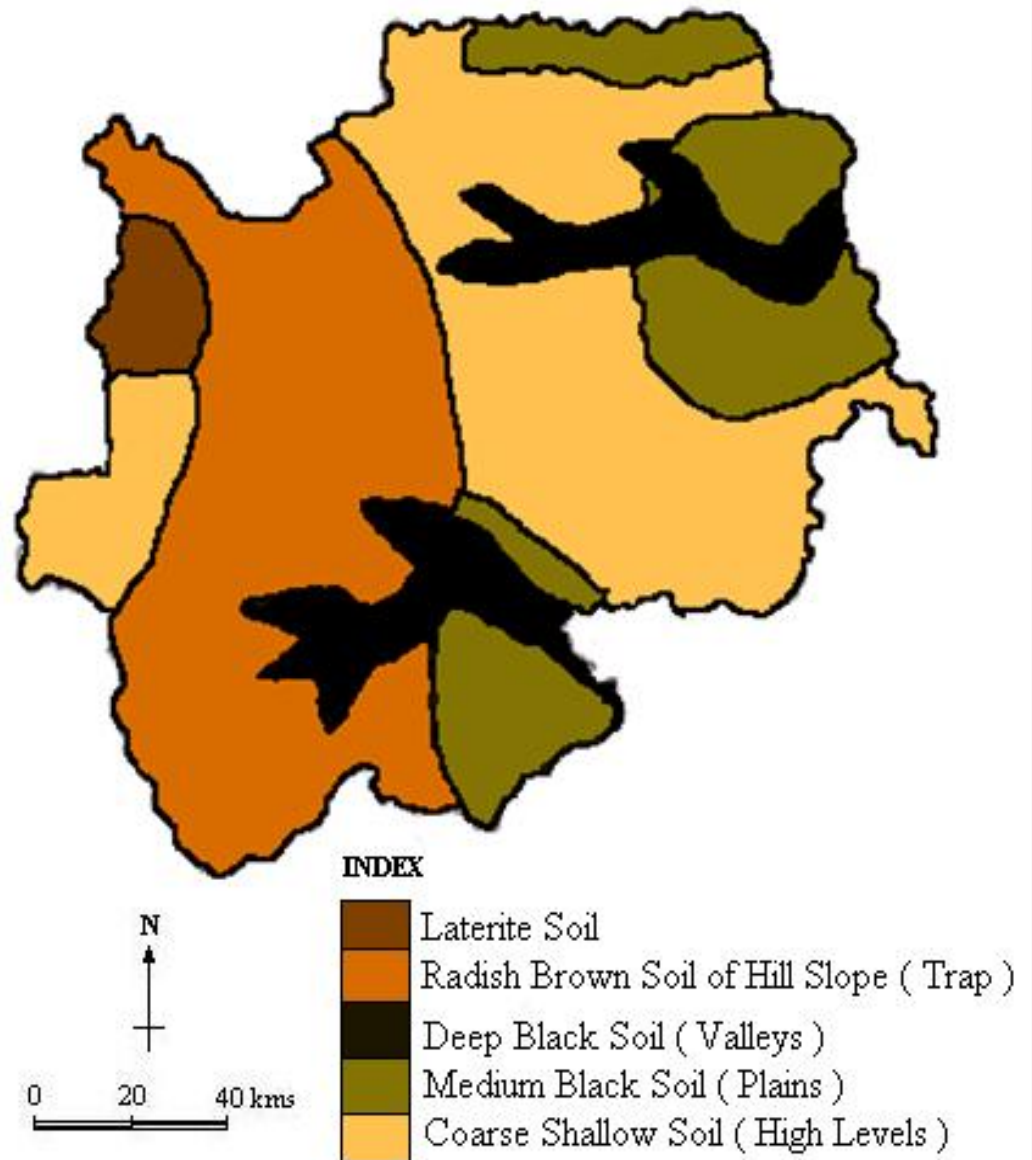 INDEX
N
Laterite Soil
Radish Brown Soil of Hill Slope ( Trap )
Deep Black Soil ( Valleys )
Medium Black Soil ( Plains )
Coarse Shallow Soil ( High Levels )
0 20 40 kms